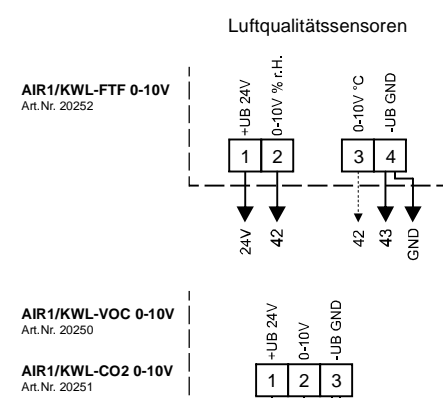 Luftqualitätssensoren
AIR1/KWL-FTF 0-10V
Art.Nr. 20252
+UB 24V
0-10V % r.H.
0-10V °C
-UB GND
1 2 3 4
24V
42
42
43
GND
AIR1/KWL-VOC 0-10V
Art.Nr. 20250
AIR1/KWL-CO2 0-10V
Art.Nr. 20251
+UB 24V
0-10V
-UB GND
1 2 3